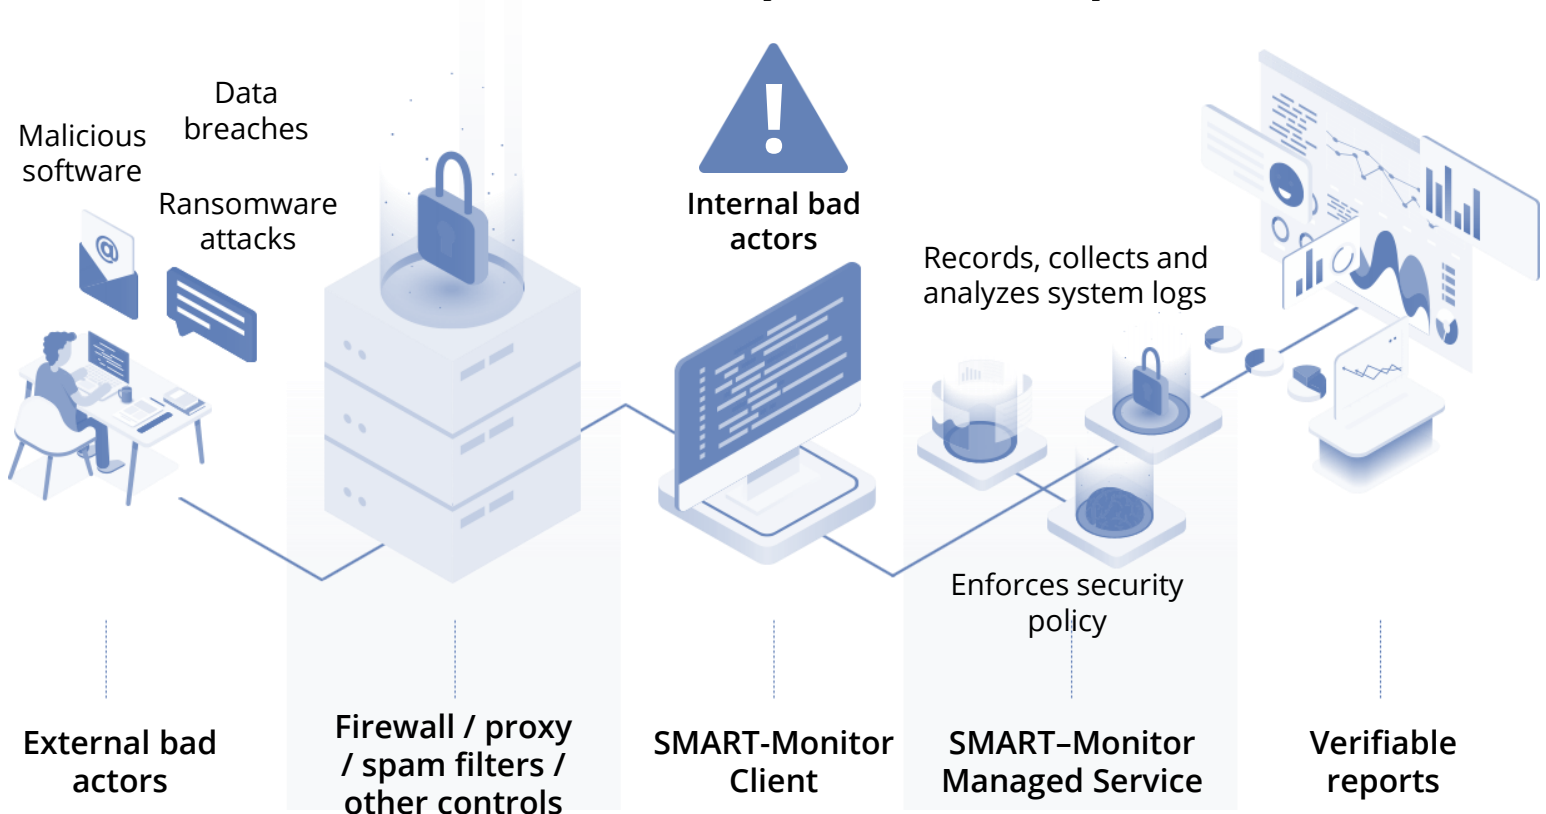 Data
breaches
Malicious
software
Ransomware
attacks
Internal bad
actors
Records, collects and
analyzes system logs
Enforces security
policy
External bad
actors
Firewall / proxy
/ spam filters /
other controls
SMART-Monitor
Client
SMART–Monitor
Managed Service
Verifiable
reports